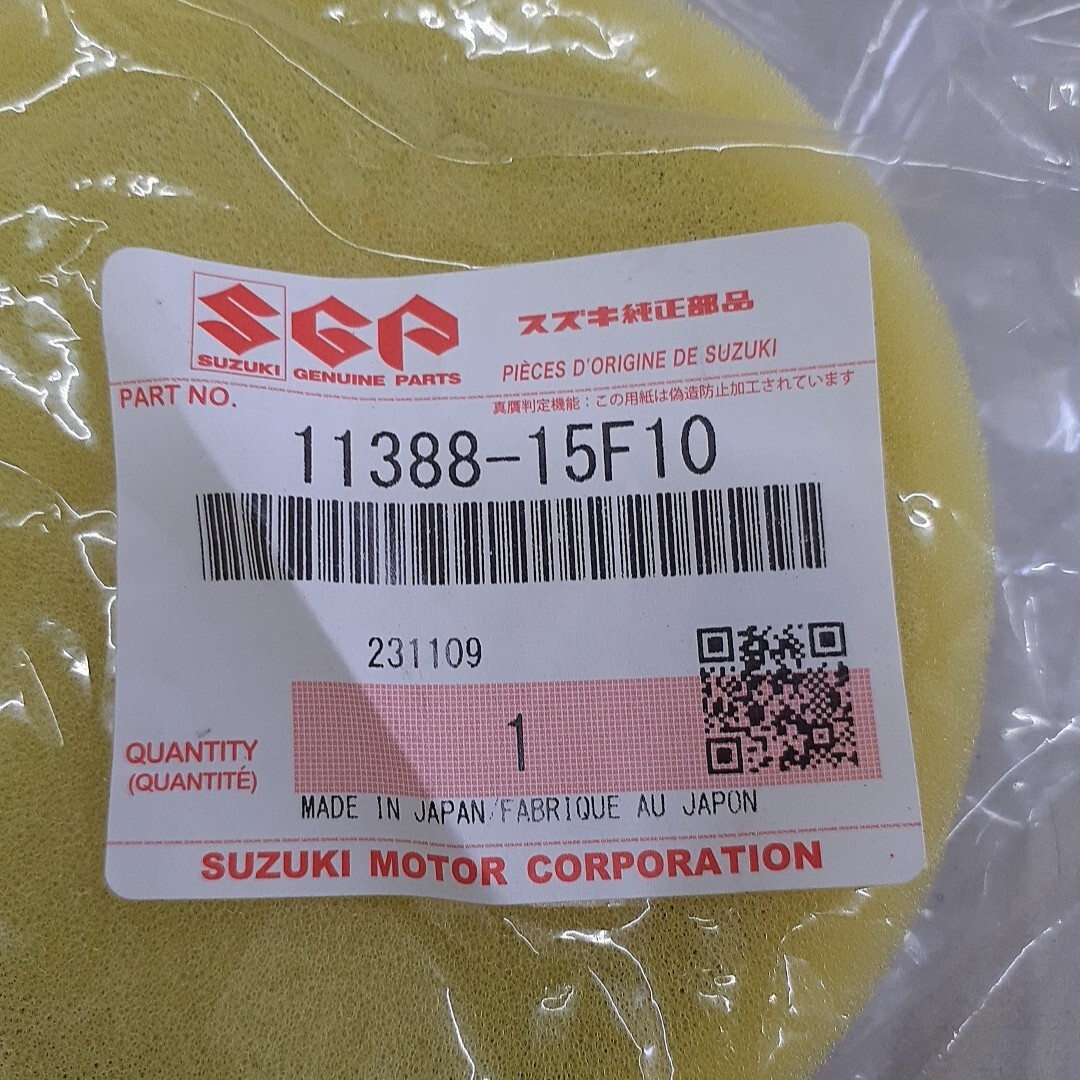 SUZUKI
SGP
GENUINE PARTS
スズキ純正部品
PIÈCES D'ORIGINE DE SUZUKI
PART NO.
真贋判定機能：この用紙は偽造防止加工されています
11388-15F10
231109
QUANTITY
(QUANTITÉ)
1
MADE IN JAPAN/FABRIQUE AU JAPON
SUZUKI MOTOR CORPORATION